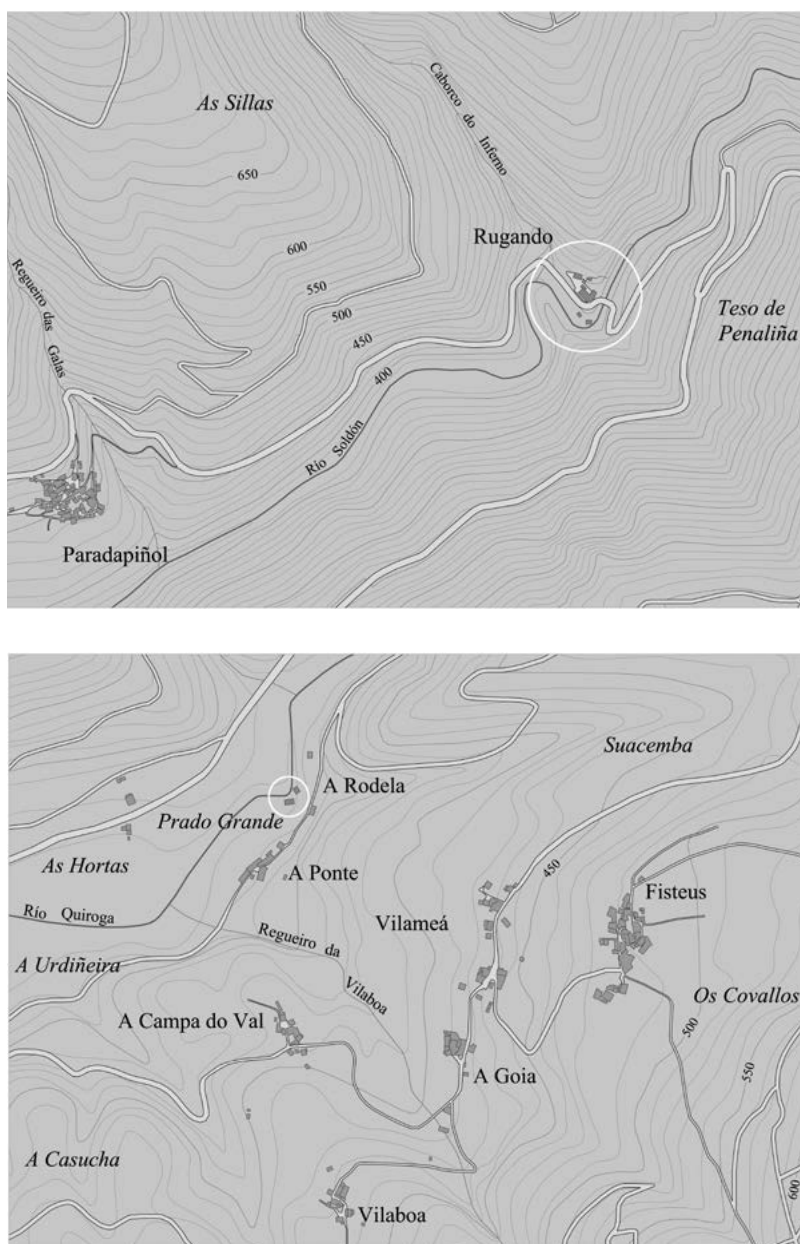 As Sillas
Caborco do Inferno
650
Rugando
600
Regueiro das Galas
550
500
Teso de
Penaliña
450
400
Río Soldón
Paradapiñol
Suacemba
A Rodela
Prado Grande
As Hortas
A Ponte
450
Fisteus
Río Quiroga
Vilameá
Regueiro da
Vilaboa
A Urdiñeira
Os Covallos
A Campa do Val
500
A Goia
550
A Casucha
600
Vilaboa